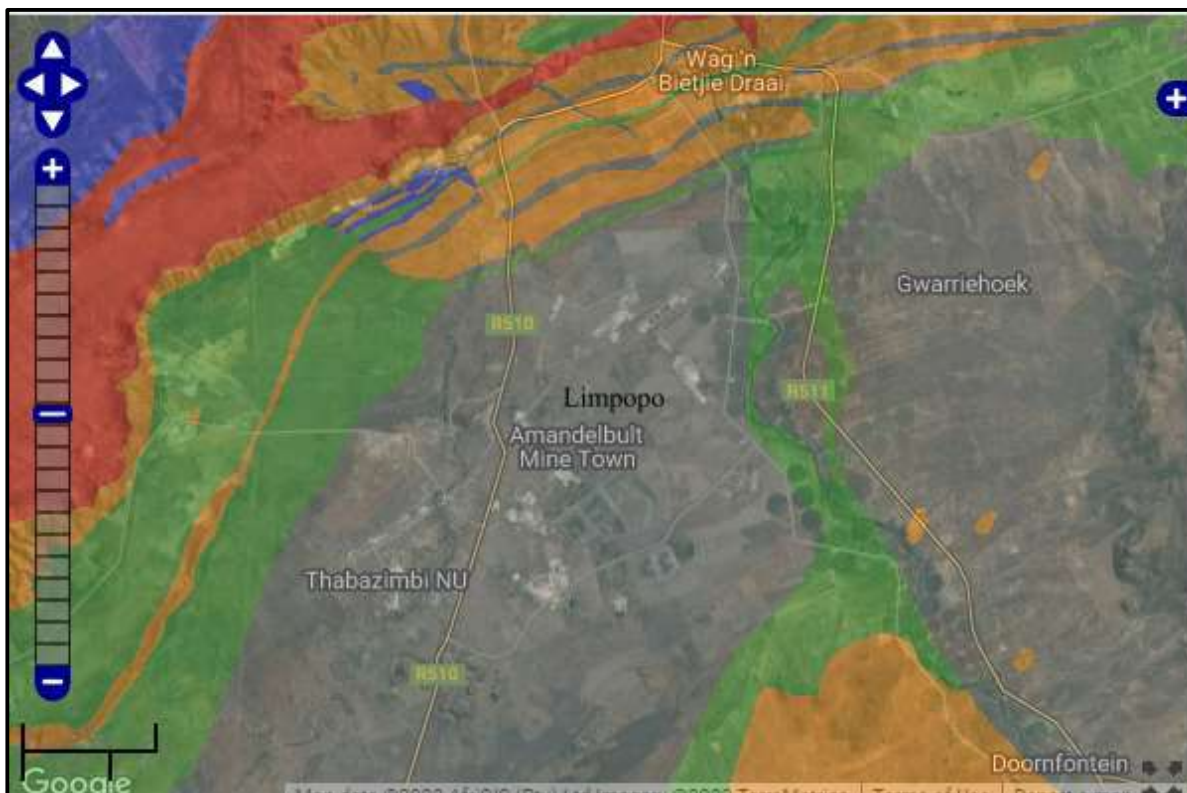 Wag 'n
Bietjie Draai
Gwarriehoek
R510
R511
Limpopo
Amandelbult
Mine Town
Thabazimbi NU
R510
Doornfontein
Google